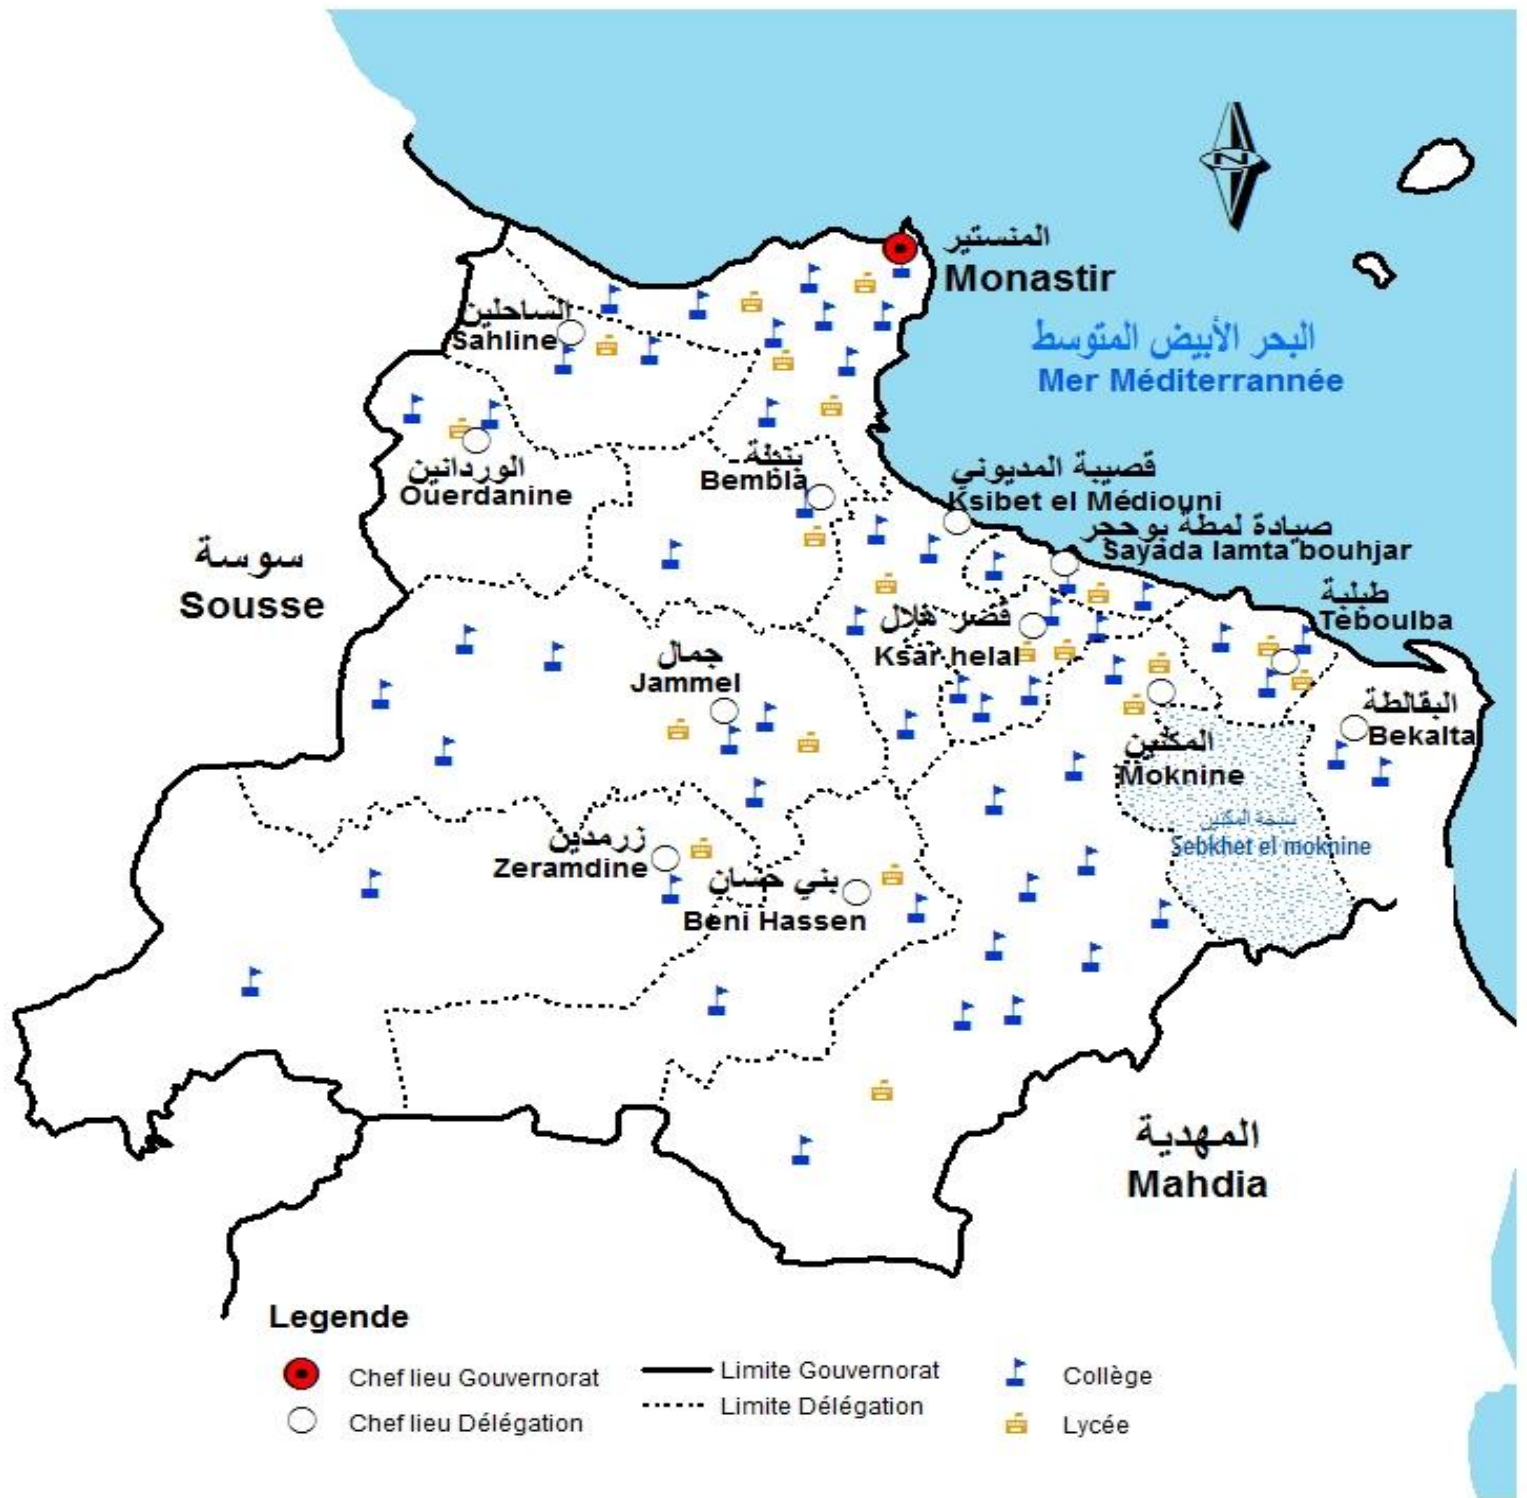 المنستير
Monastir
البحر الأبيض المتوسط
Mer Méditerrannée
الساحلين
Sahline
الوردانين
Ouerdanine
بنبلة
Bembla
قصيبة المديوني
Ksibet el Médiouni
صيادة لمطة بوحجر
Sayada lamta bouhjar
طبلبة
Teboulba
سوسة
Sousse
قصر هلال
Ksar helal
جمال
Jammel
البقالطة
Bekalta
المكنين
Moknine
سبخة المكنين
Sebkhet el moknine
زرمدين
Zeramdine
بني حسان
Beni Hassen
المهدية
Mahdia
N
Legende
Chef lieu Gouvernorat
Limite Gouvernorat
Collège
Chef lieu Délégation
Limite Délégation
Lycée